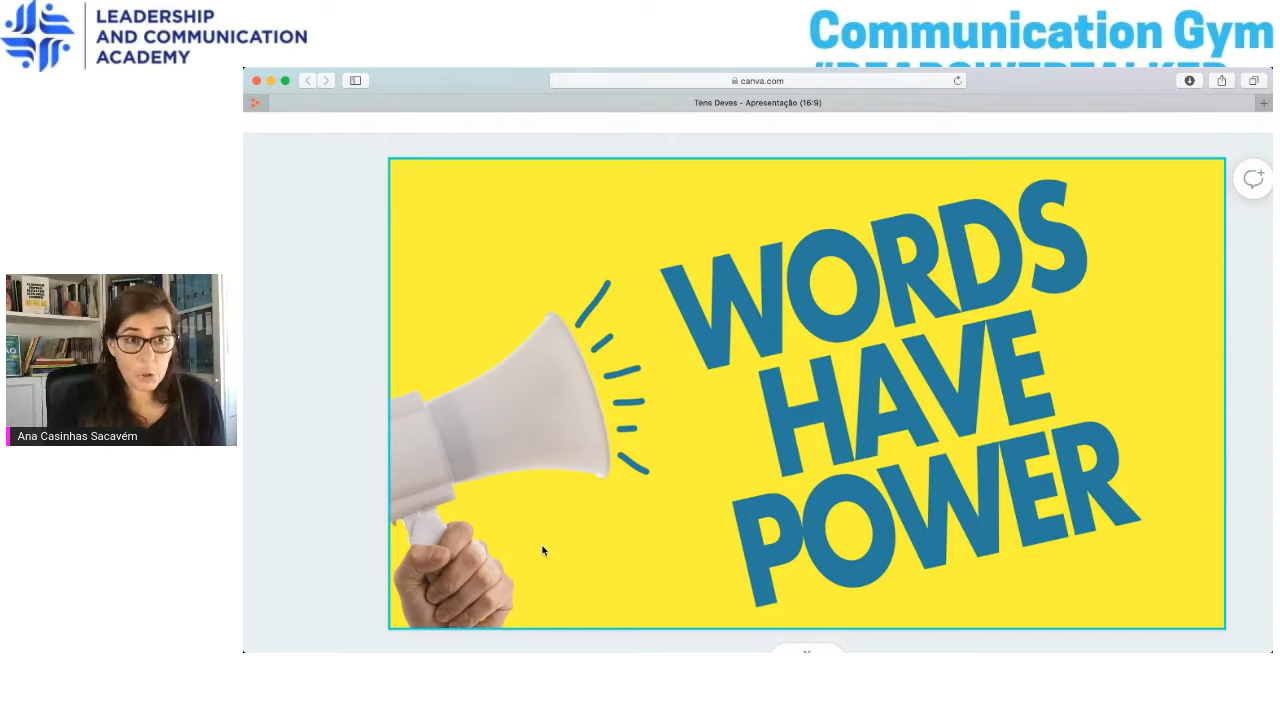 LEADERSHIP
AND COMMUNICATION
ACADEMY
Communication Gym
canva.com
Tens Deves - Apresentação (16:9)
WORDS
HAVE
POWER
Ana Casinhas Sacavém